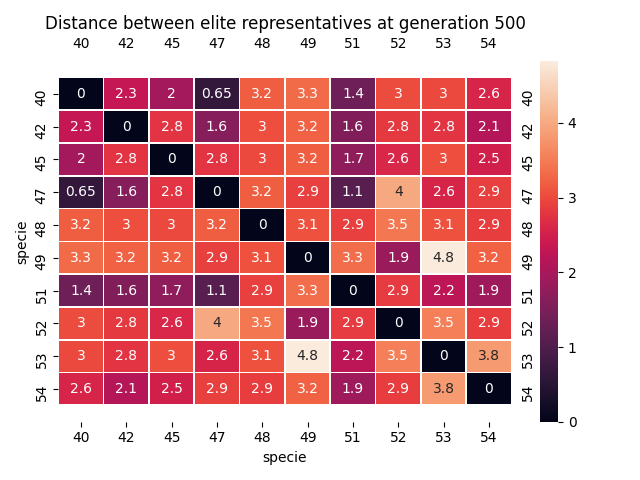 Distance between elite representatives at generation 500
40 42 45 47 48 49 51 52 53 54
40 0 2.3 2 0.65 3.2 3.3 1.4 3 3 2.6 40
42 2.3 0 2.8 1.6 3 3.2 1.6 2.8 2.8 2.1 42
45 2 2.8 0 2.8 3 3.2 1.7 2.6 3 2.5 45
47 0.65 1.6 2.8 0 3.2 2.9 1.1 4 2.6 2.9 47
48 3.2 3 3 3.2 0 3.1 2.9 3.5 3.1 2.9 48
49 3.3 3.2 3.2 2.9 3.1 0 3.3 1.9 4.8 3.2 49
51 1.4 1.6 1.7 1.1 2.9 3.3 0 2.9 2.2 1.9 51
52 3 2.8 2.6 4 3.5 1.9 2.9 0 3.5 2.9 52
53 3 2.8 3 2.6 3.1 4.8 2.2 3.5 0 3.8 53
54 2.6 2.1 2.5 2.9 2.9 3.2 1.9 2.9 3.8 0 54
40 42 45 47 48 49 51 52 53 54
specie
specie
4
3
2
1
0